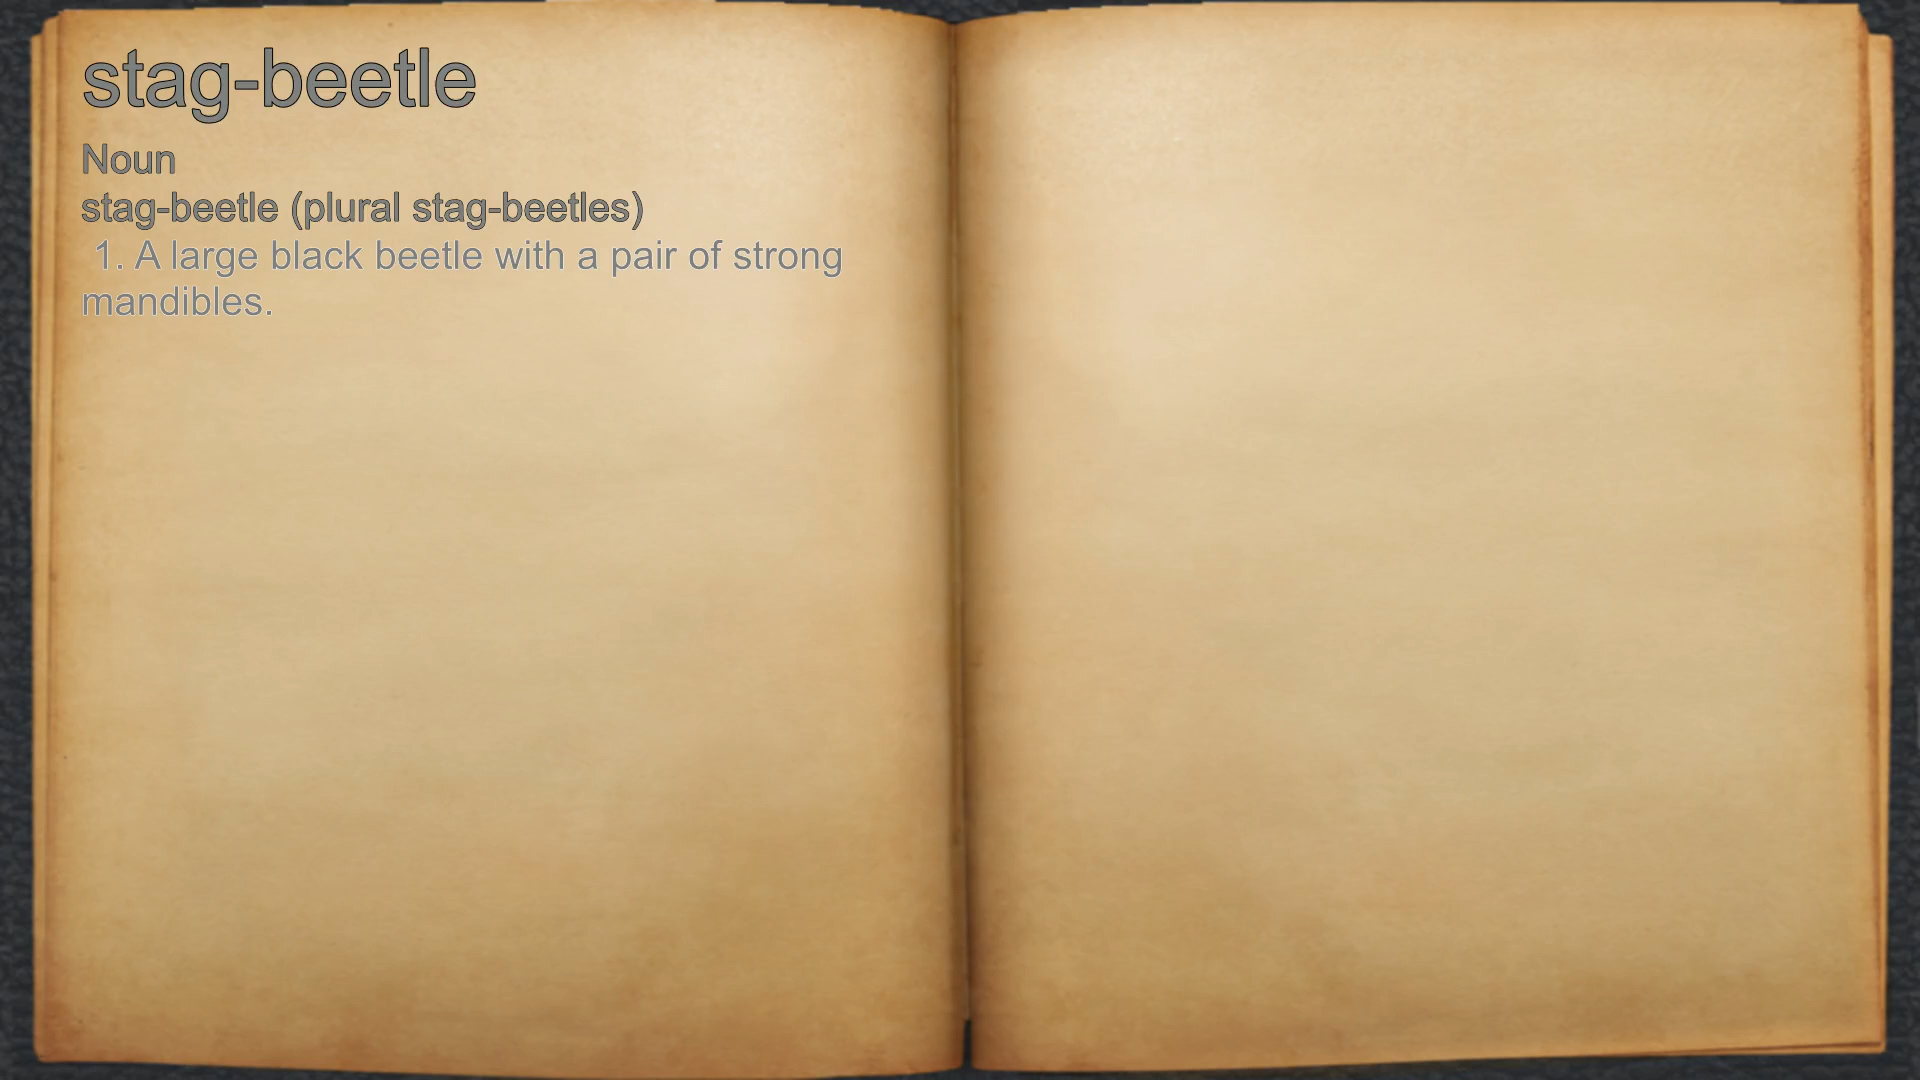 stag-beetle
Noun
stag-beetle (plural stag-beetles)
1. A large black beetle with a pair of strong
mandibles.